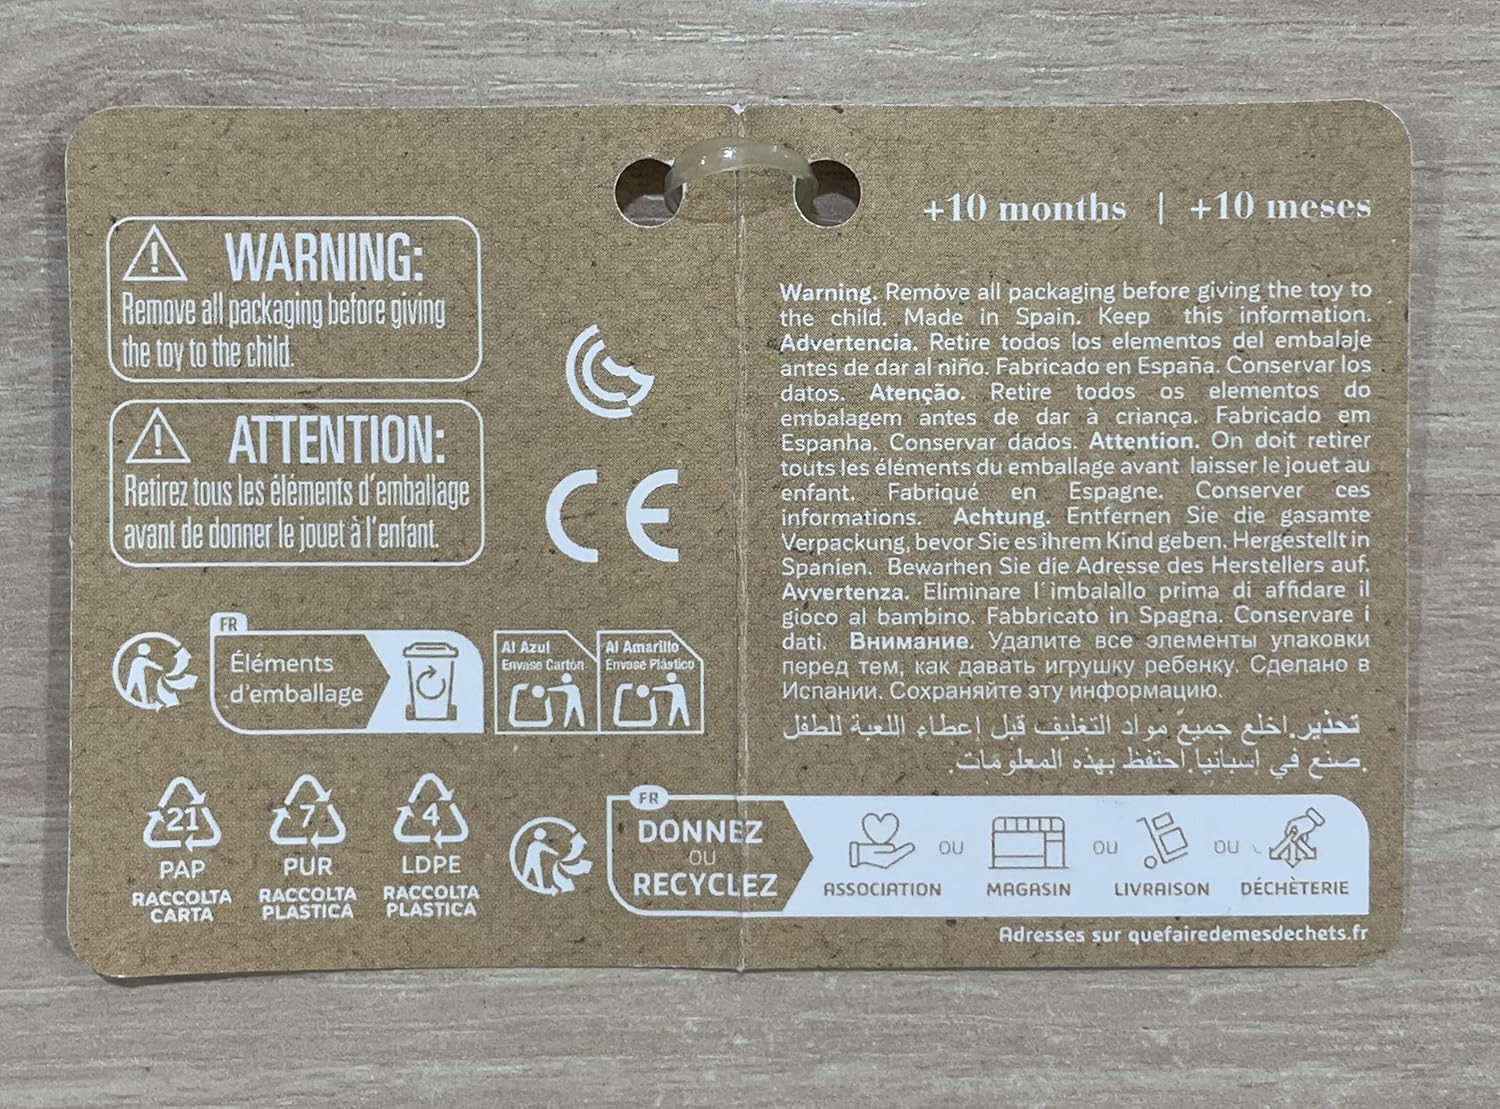 WARNING:
Remove all packaging before giving
the toy to the child.
ATTENTION:
Retirez tous les éléments d'emballage
avant de donner le jouet à l'enfant.
CE
FR
Éléments
d'emballage
Al Azul
Envase Cartón
Al Amarillo
Envase Plástico
21
PAP
RACCOLTA
CARTA
7
PUR
RACCOLTA
PLASTICA
4
LDPE
RACCOLTA
PLASTICA
+10 months | +10 meses
Warning. Remove all packaging before giving the toy to
the child. Made in Spain. Keep this information.
Advertencia. Retire todos los elementos del embalaje
antes de dar al niño. Fabricado en España. Conservar los
datos. Atenção. Retire todos os elementos do
embalagem antes de dar à criança. Fabricado em
Espanha. Conservar dados. Attention. On doit retirer
touts les éléments du emballage avant laisser le jouet au
enfant. Fabriqué en Espagne. Conserver ces
informations. Achtung. Entfernen Sie die gasamte
Verpackung, bevor Sie es ihrem Kind geben. Hergestellt in
Spanien. Bewarhen Sie die Adresse des Herstellers auf.
Avvertenza. Eliminare l'imbalallo prima di affidare il
gioco al bambino. Fabbricato in Spagna. Conservare i
dati. Внимание. Удалите все элементы упаковки
перед тем, как давать игрушку ребенку. Сделано в
Испании. Сохраняйте эту информацию.
تحذير.اخلع جميع مواد التغليف قبل إعطاء اللعبة للطفل
.صنع في إسبانيا.احتفظ بهذه المعلومات.
FR
DONNEZ
OU
RECYCLEZ
ASSOCIATION
OU
MAGASIN
OU
LIVRAISON
OU
DÉCHÈTERIE
Adresses sur quefairedemesdechets.fr